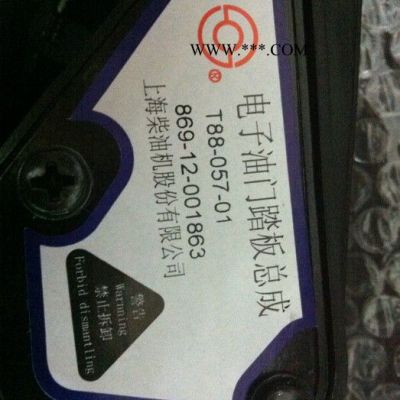 WWW.***.COM
®
电子油门踏板总成
T88-057-01
869-12-001863
上海柴油机股份有限公司
警告
Warnning
禁止拆卸
Forbid dismantling